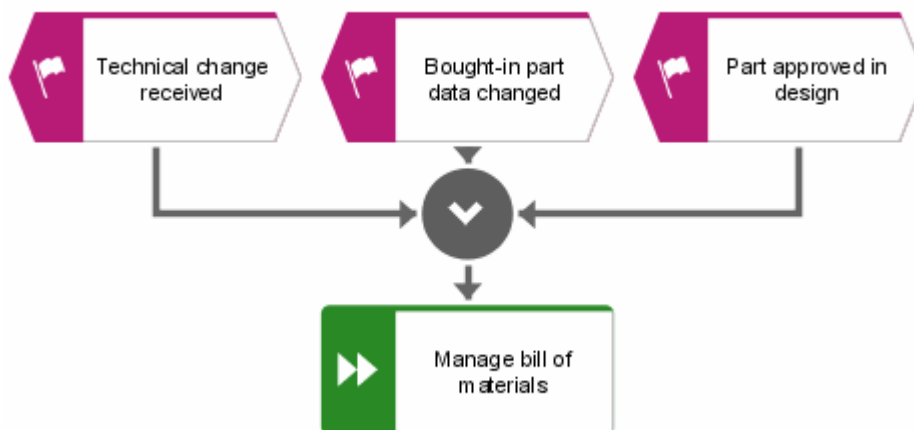 Technical change
received
Bought-in part
data changed
Part approved in
design
Manage bill of
materials